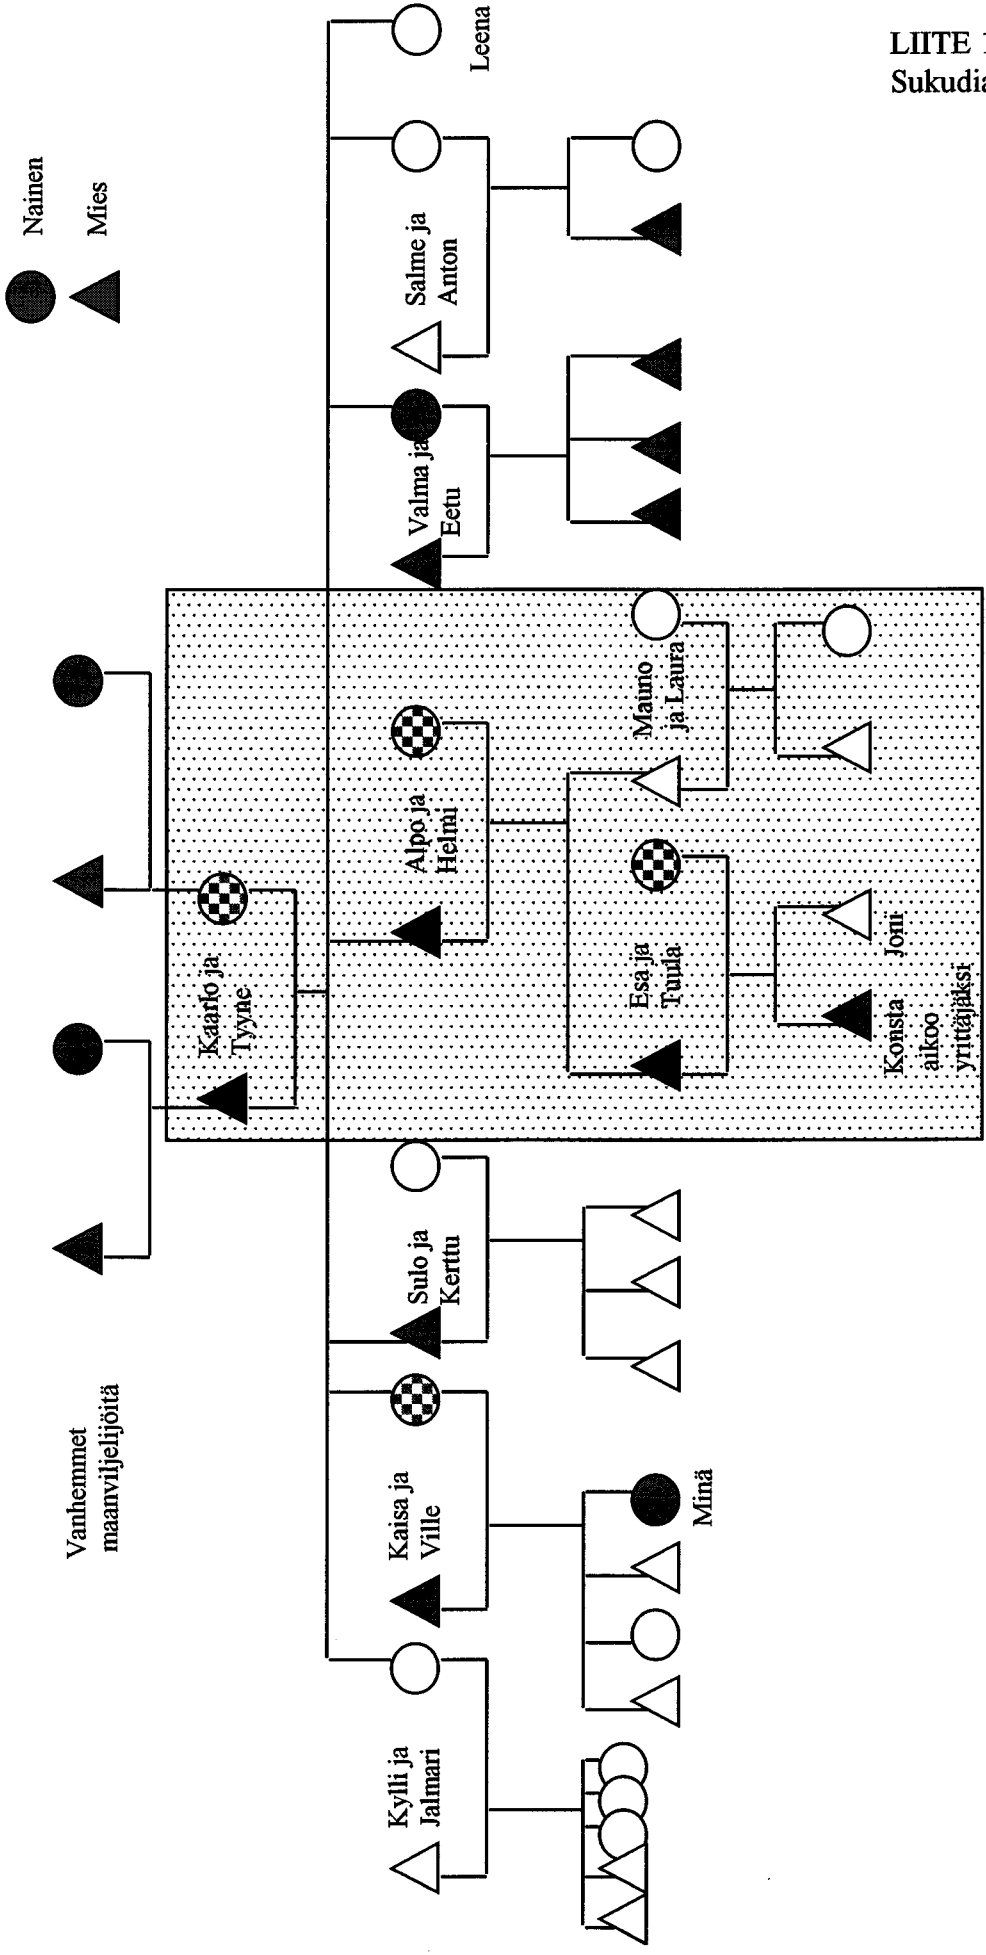 LIITE 1
Sukudia
Nainen
Mies
Vanhemmet
maanviljelijöitä
Kaarlo ja
Tyyne
Kylli ja
Jalmari
Kaisa ja
Ville
Sulo ja
Kerttu
Alpo ja
Helmi
Valma ja
Eetu
Salme ja
Anton
Leena
Minä
Esa ja
Tuula
Mauno
ja Laura
Konsta
aikoo
yrittäjäksi
Joni